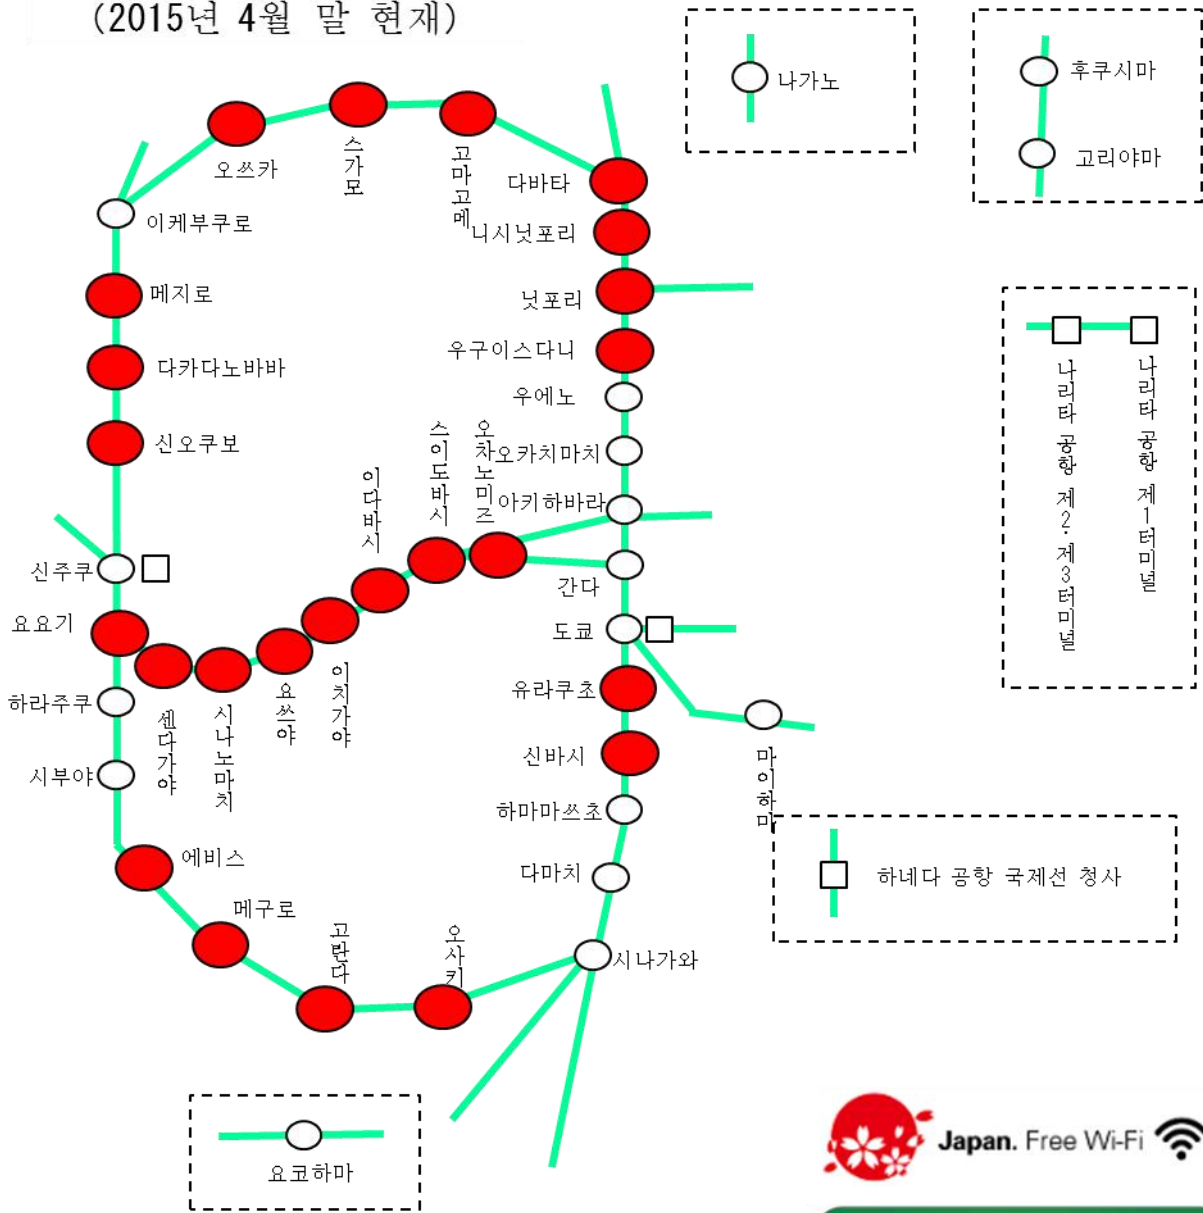 (2015년 4월 말 현재)
나가노
후쿠시마
고리야마
오쓰카
스가모
고마고메
다바타
이케부쿠로
니시닛포리
메지로
닛포리
다카다노바바
우구이스다니
우에노
신오쿠보
스이도바시
오차노미즈
오카치마치
이다바시
아키하바라
나리타 공항 제2·제3터미널
나리타 공항 제1터미널
신주쿠
간다
요요기
도쿄
하라주쿠
센다가야
시나노마치
요쓰야
이치가야
유라쿠초
신바시
마이하마
시부야
하마마쓰초
에비스
다마치
하네다 공항 국제선 청사
메구로
고탄다
오사키
시나가와
요코하마
Japan. Free Wi-Fi